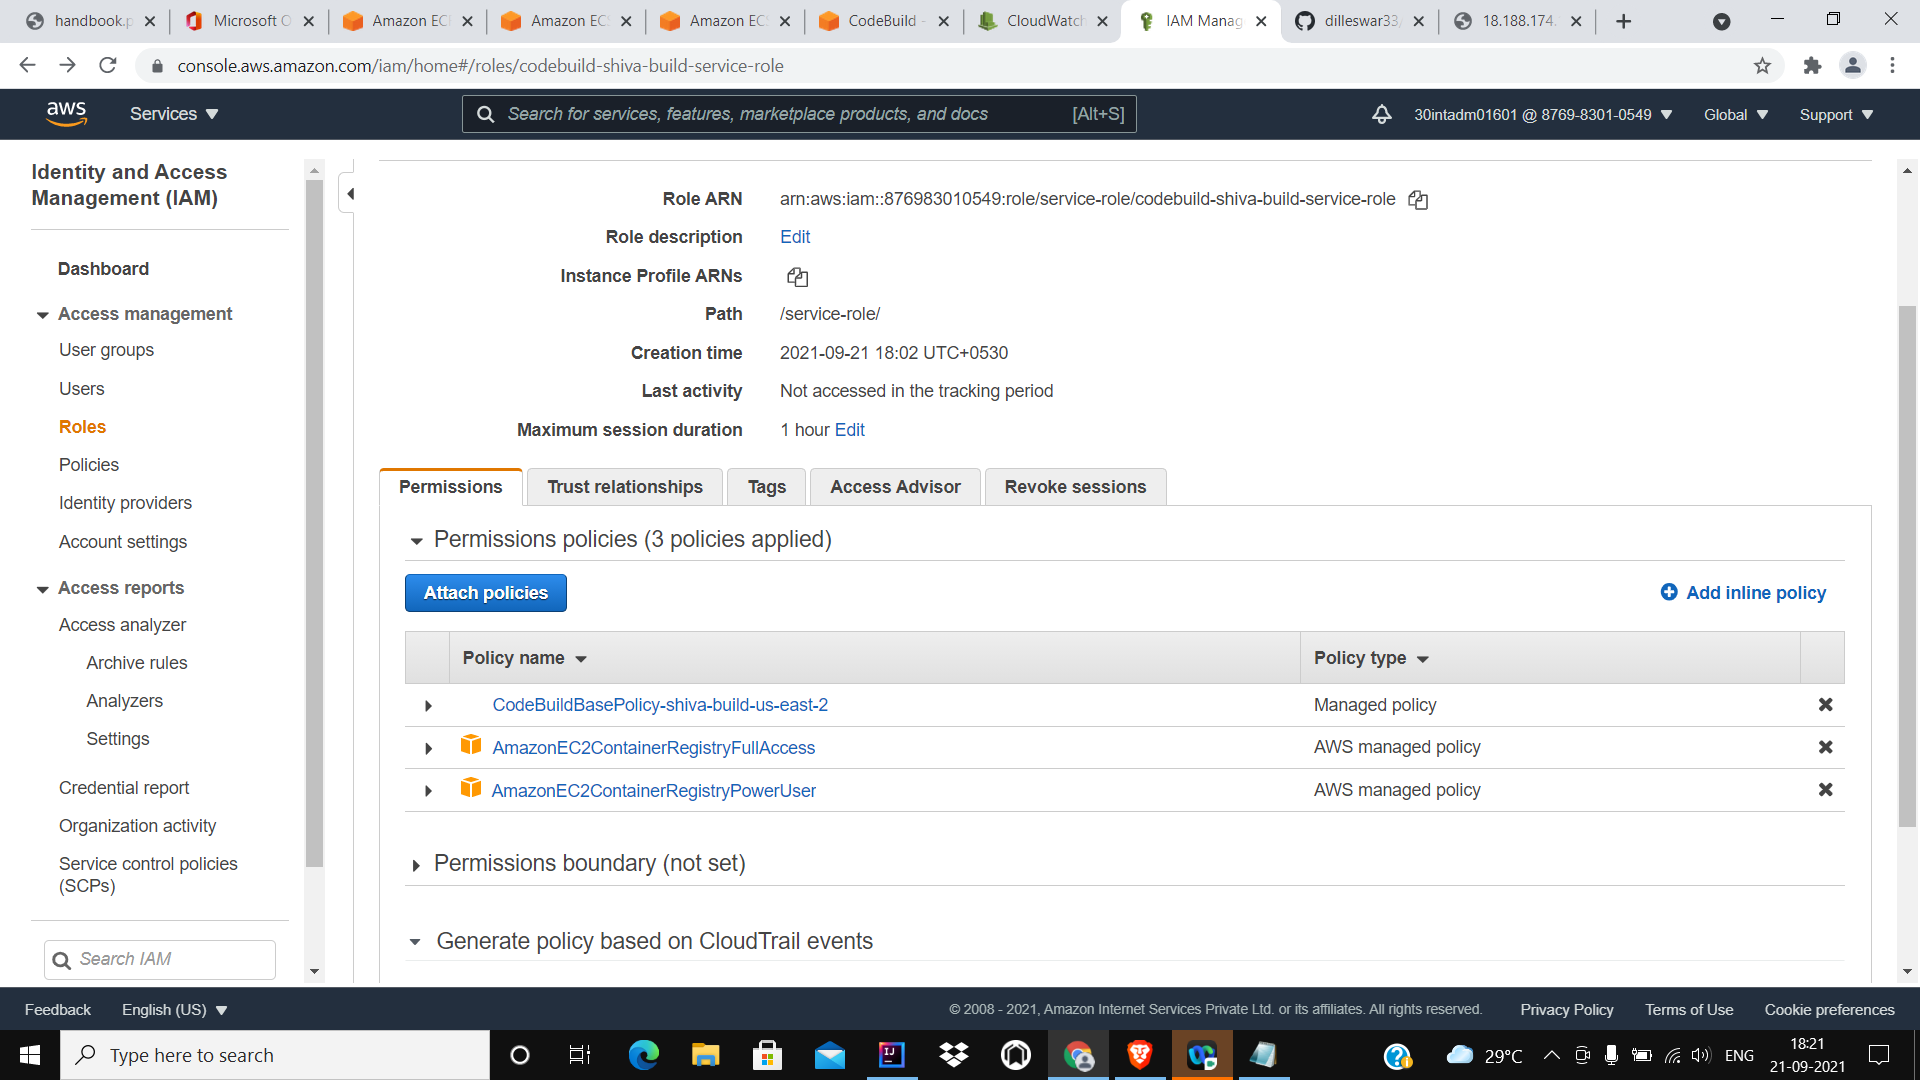 handbook.p
Microsoft O
Amazon EC
Amazon EC
Amazon EC
CodeBuild -
CloudWatch
IAM Manag
dilleswar33/
18.188.174.
console.aws.amazon.com/iam/home#/roles/codebuild-shiva-build-service-role
aws
Services
Search for services, features, marketplace products, and docs
[Alt+S]
30intadm01601 @ 8769-8301-0549
Global
Support
Identity and Access
Management (IAM)
Dashboard
Access management
User groups
Users
Roles
Policies
Identity providers
Account settings
Access reports
Access analyzer
Archive rules
Analyzers
Settings
Credential report
Organization activity
Service control policies
(SCPs)
Search IAM
Role ARN
arn:aws:iam::876983010549:role/service-role/codebuild-shiva-build-service-role
Role description
Edit
Instance Profile ARNs
Path
/service-role/
Creation time
2021-09-21 18:02 UTC+0530
Last activity
Not accessed in the tracking period
Maximum session duration
1 hour Edit
Permissions
Trust relationships
Tags
Access Advisor
Revoke sessions
Permissions policies (3 policies applied)
Attach policies
Add inline policy
Policy name
Policy type
CodeBuildBasePolicy-shiva-build-us-east-2
Managed policy
AmazonEC2ContainerRegistryFullAccess
AWS managed policy
AmazonEC2ContainerRegistryPowerUser
AWS managed policy
Permissions boundary (not set)
Generate policy based on CloudTrail events
Feedback
English (US)
© 2008 - 2021, Amazon Internet Services Private Ltd. or its affiliates. All rights reserved.
Privacy Policy
Terms of Use
Cookie preferences
Type here to search
29°C
ENG
18:21
21-09-2021